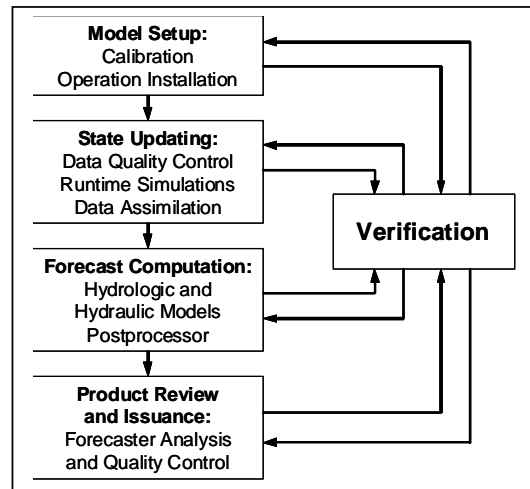 Model Setup:
Calibration
Operation Installation
State Updating:
Data Quality Control
Runtime Simulations
Data Assimilation
Verification
Forecast Computation:
Hydrologic and
Hydraulic Models
Postprocessor
Product Review
and Issuance:
Forecaster Analysis
and Quality Control